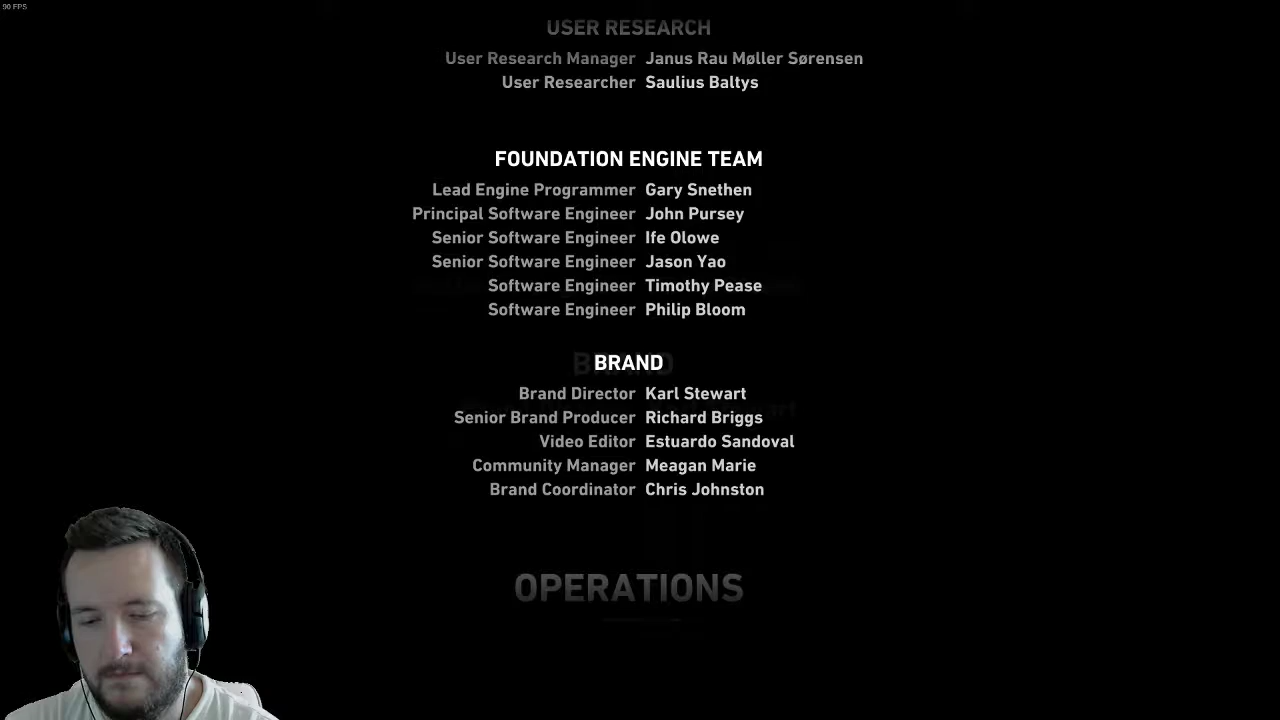 90 FPS
USER RESEARCH
User Research Manager Janus Rau Møller Sørensen
User Researcher Saulius Baltys
FOUNDATION ENGINE TEAM
Lead Engine Programmer Gary Snethen
Principal Software Engineer John Pursey
Senior Software Engineer Ife Olowe
Senior Software Engineer Jason Yao
Software Engineer Timothy Pease
Software Engineer Philip Bloom
BRAND
Brand Director Karl Stewart
Senior Brand Producer Richard Briggs
Video Editor Estuardo Sandoval
Community Manager Meagan Marie
Brand Coordinator Chris Johnston
OPERATIONS